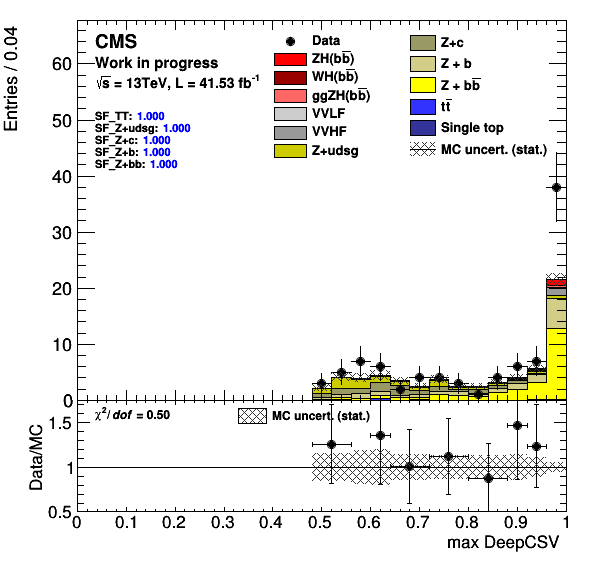 Entries / 0.04
60
50
40
30
20
10
0
CMS
Work in progress
√s = 13TeV, L = 41.53 fb⁻¹
SF_TT: 1.000
SF_Z+udsg: 1.000
SF_Z+c: 1.000
SF_Z+b: 1.000
SF_Z+bb: 1.000
Data
ZH(bb̅)
WH(bb̅)
ggZH(bb̅)
VVLF
VVHF
Z+udsg
Z+c
Z + b
Z + bb̅
tt̅
Single top
MC uncert. (stat.)
Data/MC
1.5
1
0.5
χ²/dof = 0.50
MC uncert. (stat.)
0 0.1 0.2 0.3 0.4 0.5 0.6 0.7 0.8 0.9 1
max DeepCSV